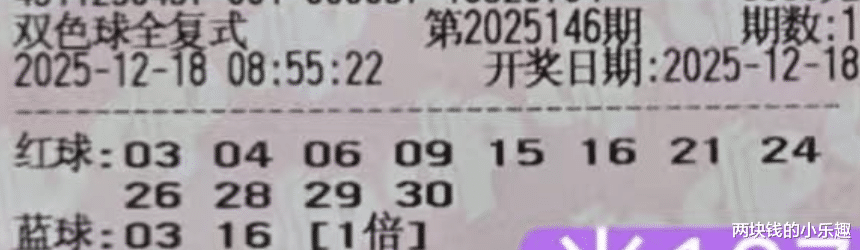 双色球全复式 第2025146期 期数:1
2025-12-18 08:55:22 开奖日期:2025-12-18
红球:03 04 06 09 15 16 21 24
26 28 29 30
蓝球:03 16 [1倍]
两块钱的小乐趣